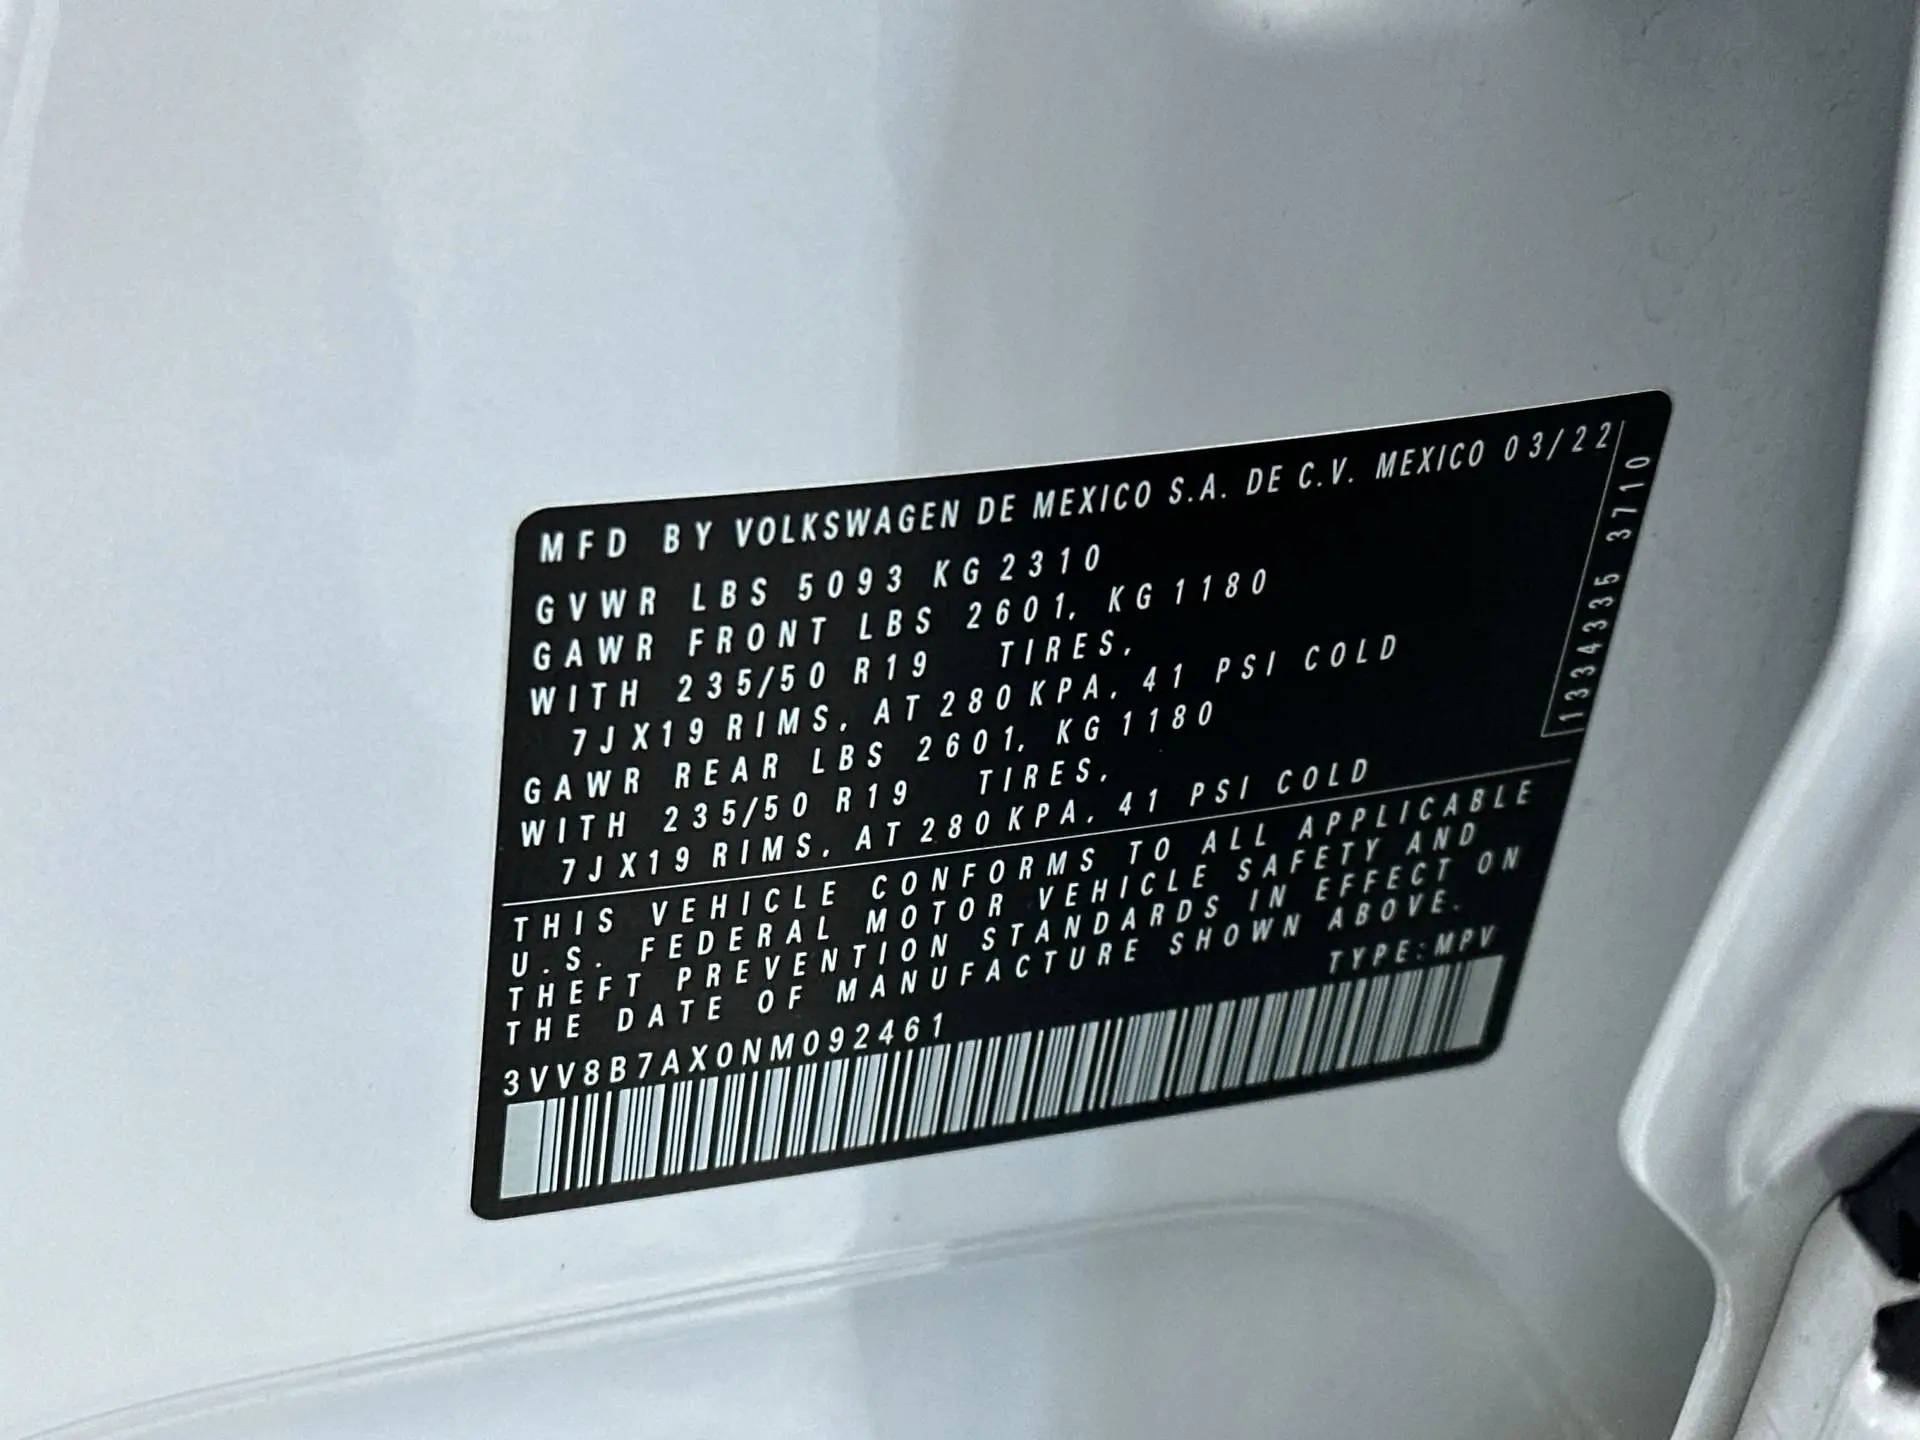 MFD BY VOLKSWAGEN DE MEXICO S.A. DE C.V. MEXICO 03/22
GVWR LBS 5093 KG 2310
GAWR FRONT LBS 2601, KG 1180
WITH 235/50 R19 TIRES,
7JX19 RIMS, AT 280 KPA, 41 PSI COLD
GAWR REAR LBS 2601, KG 1180
WITH 235/50 R19 TIRES,
7JX19 RIMS, AT 280 KPA, 41 PSI COLD
1334335 3710
THIS VEHICLE CONFORMS TO ALL APPLICABLE
U.S. FEDERAL MOTOR VEHICLE SAFETY AND
THEFT PREVENTION STANDARDS IN EFFECT ON
THE DATE OF MANUFACTURE SHOWN ABOVE.
TYPE:MPV
3VV8B7AX0NM092461